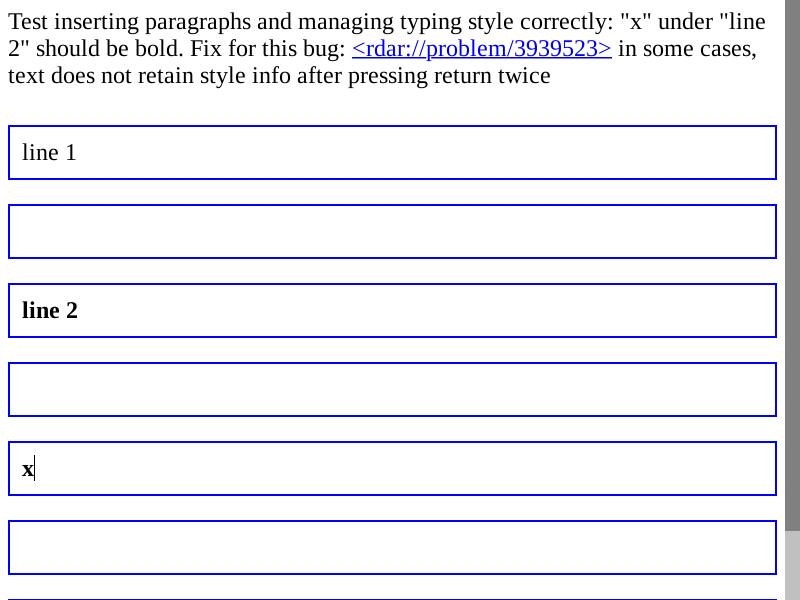 Test inserting paragraphs and managing typing style correctly: "x" under "line
2" should be bold. Fix for this bug: <rdar://problem/3939523> in some cases,
text does not retain style info after pressing return twice
line 1
line 2
x